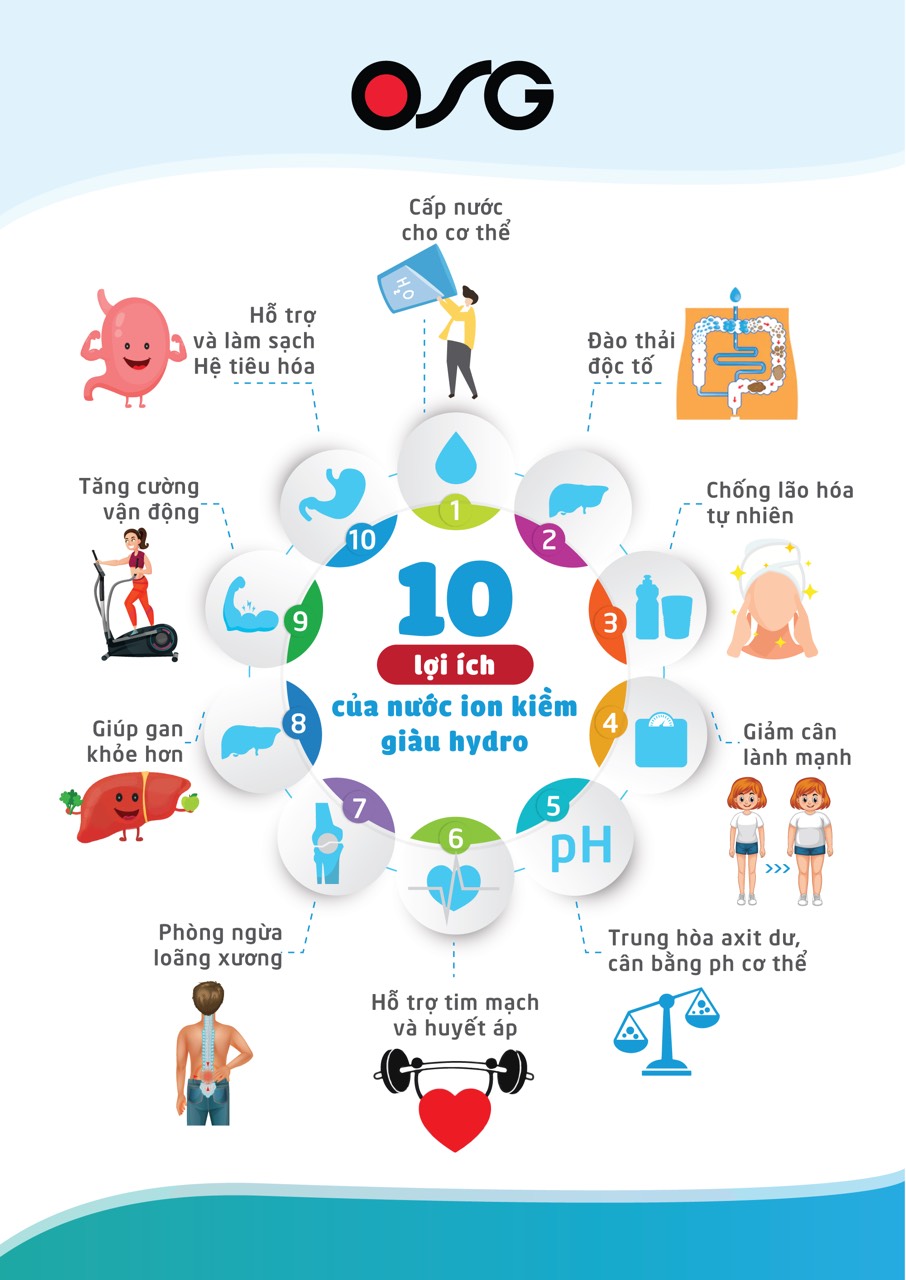 OSG
Cấp nước
cho cơ thể
H₂O
Hỗ trợ
và làm sạch
Hệ tiêu hóa
Đào thải
độc tố
Tăng cường
vận động
Chống lão hóa
tự nhiên
1
2
3
4
5
6
7
8
9
10
10
lợi ích
của nước ion kiềm
giàu hydro
pH
Giúp gan
khỏe hơn
Giảm cân
lành mạnh
>>>
Phòng ngừa
loãng xương
Trung hòa axit dư,
cân bằng ph cơ thể
Hỗ trợ tim mạch
và huyết áp